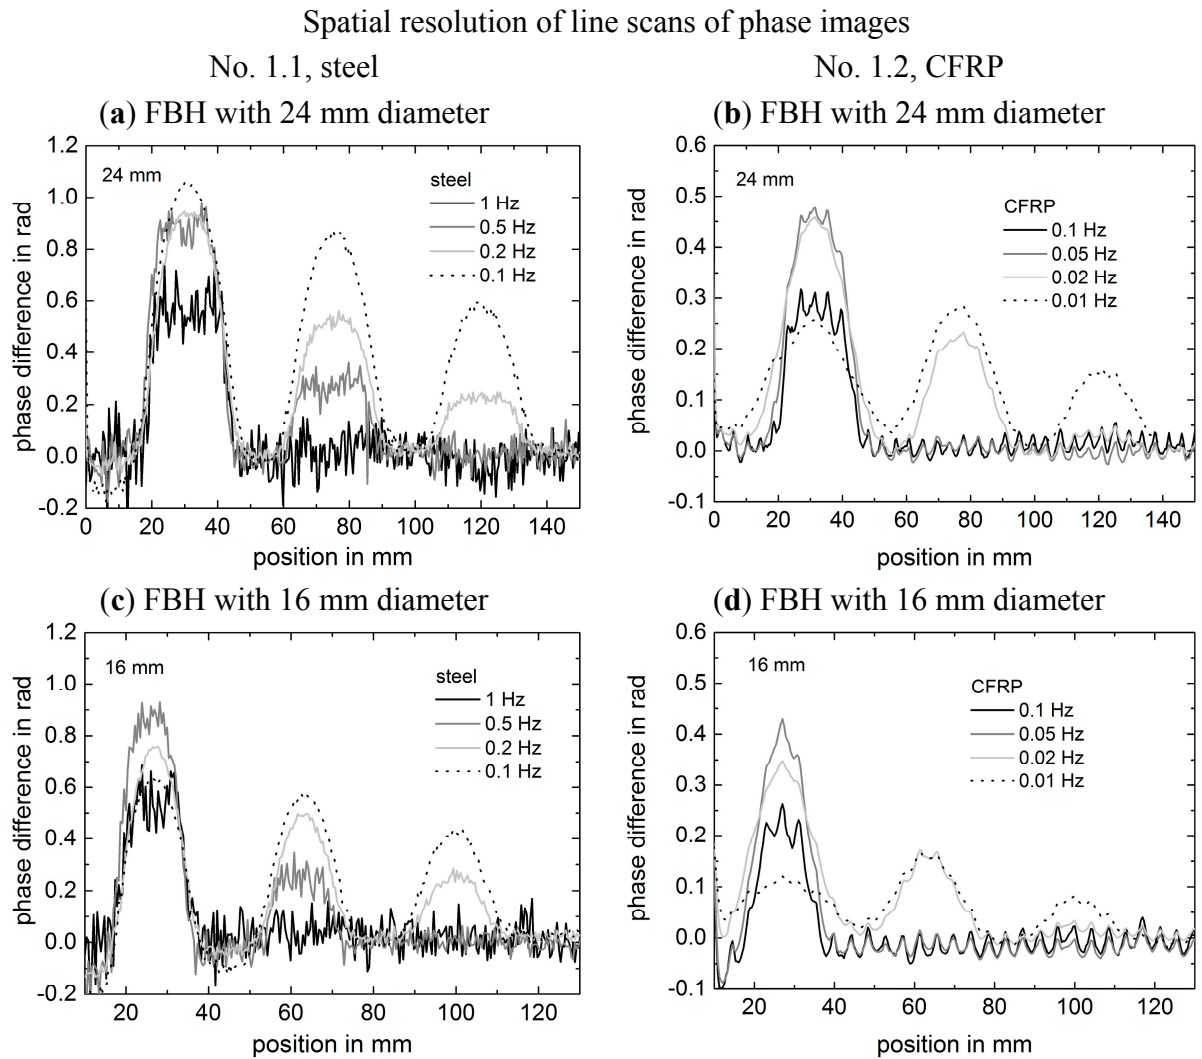 Spatial resolution of line scans of phase images
No. 1.1, steel
No. 1.2, CFRP
(a) FBH with 24 mm diameter
1.2
1.0
0.8
0.6
0.4
0.2
0.0
-0.2
phase difference in rad
24 mm
steel
1 Hz
0.5 Hz
0.2 Hz
0.1 Hz
0 20 40 60 80 100 120 140
position in mm
(b) FBH with 24 mm diameter
0.6
0.5
0.4
0.3
0.2
0.1
0.0
-0.1
phase difference in rad
24 mm
CFRP
0.1 Hz
0.05 Hz
0.02 Hz
0.01 Hz
0 20 40 60 80 100 120 140
position in mm
(c) FBH with 16 mm diameter
1.2
1.0
0.8
0.6
0.4
0.2
0.0
-0.2
phase difference in rad
16 mm
steel
1 Hz
0.5 Hz
0.2 Hz
0.1 Hz
20 40 60 80 100 120
position in mm
(d) FBH with 16 mm diameter
0.6
0.5
0.4
0.3
0.2
0.1
0.0
-0.1
phase difference in rad
16 mm
CFRP
0.1 Hz
0.05 Hz
0.02 Hz
0.01 Hz
20 40 60 80 100 120
position in mm